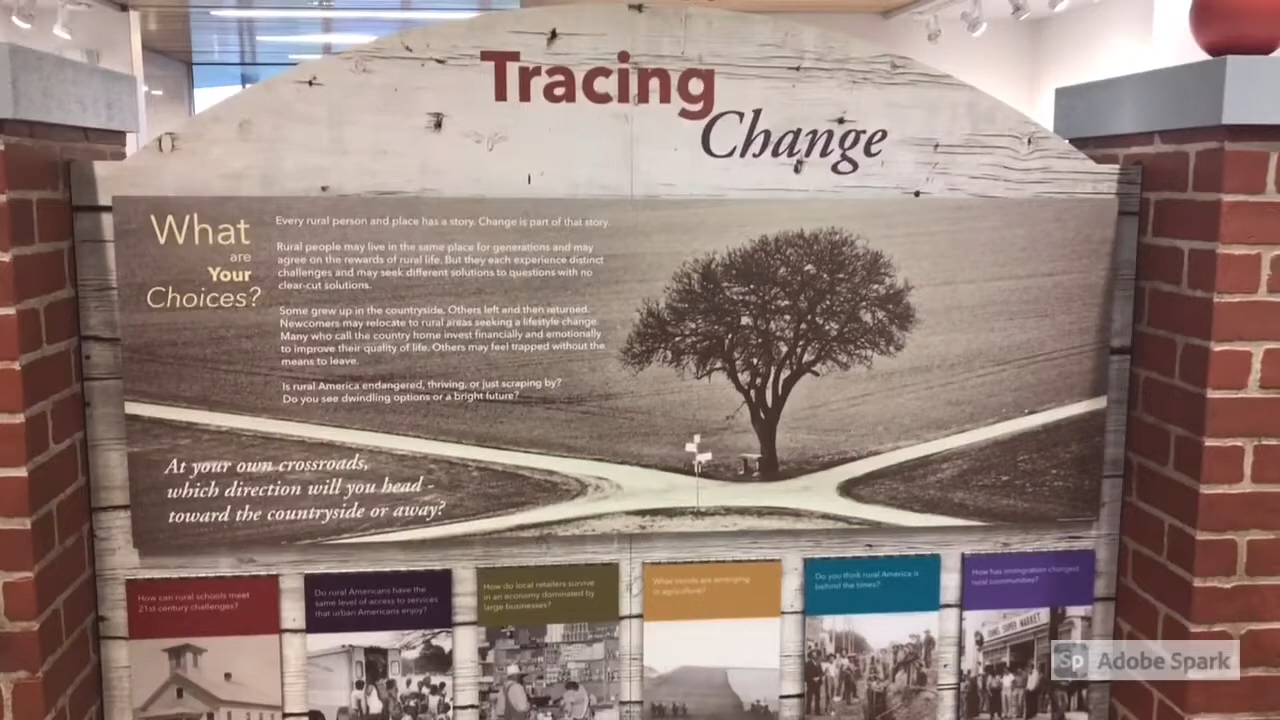 Tracing
Change
What
are
Your
Choices?
Every rural person and place has a story. Change is part of that story.
Rural people may live in the same place for generations and may
agree on the rewards of rural life. But they each experience distinct
challenges and may seek different solutions to questions with no
clear-cut solutions.
Some grew up in the countryside. Others left and then returned.
Newcomers may relocate to rural areas seeking a lifestyle change.
Many who call the country home invest financially and emotionally
to improve their quality of life. Others may feel trapped without the
means to leave.
Is rural America endangered, thriving, or just scraping by?
Do you see dwindling options or a bright future?
At your own crossroads,
which direction will you head -
toward the countryside or away?
How can rural schools meet
21st century challenges?
Do rural Americans have the
same level of access to services
that urban Americans enjoy?
How do local retailers survive
in an economy dominated by
large businesses?
What trends are emerging
in agriculture?
Do you think rural America is
behind the times?
How has immigration changed
rural communities?
SUPER MARKET
Sp Adobe Spark